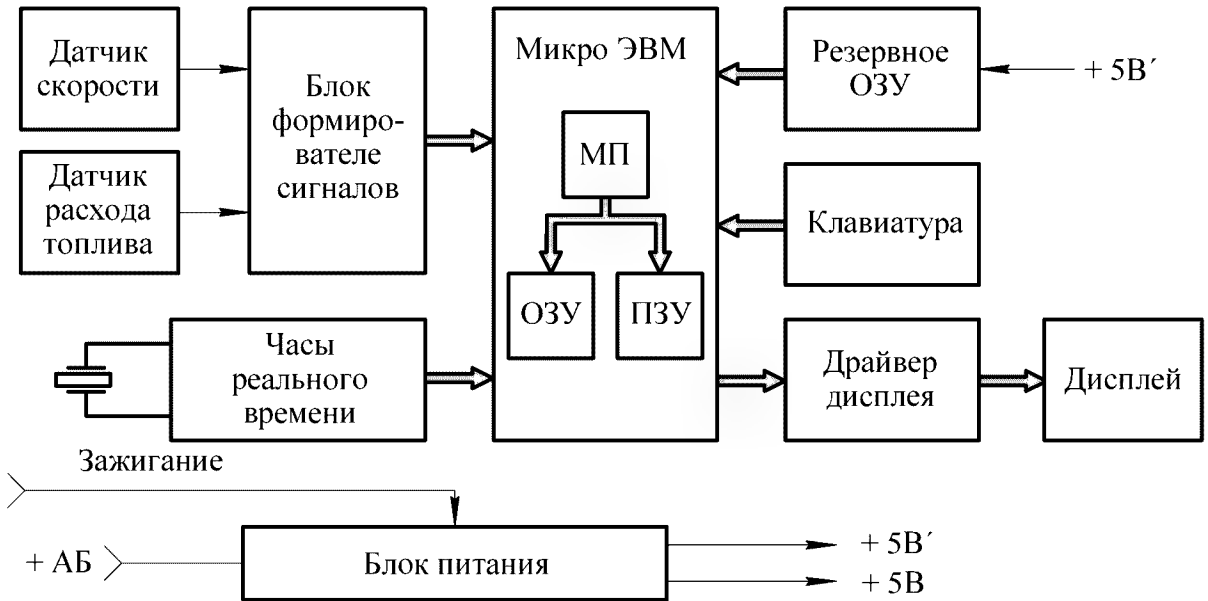 Датчик
скорости
Датчик
расхода
топлива
Блок
формиро-
вателе
сигналов
Микро ЭВМ
МП
ОЗУ
ПЗУ
Резервное
ОЗУ
+ 5В′
Клавиатура
Часы
реального
времени
Драйвер
дисплея
Дисплей
Зажигание
+ АБ
Блок питания
+ 5В′
+ 5В